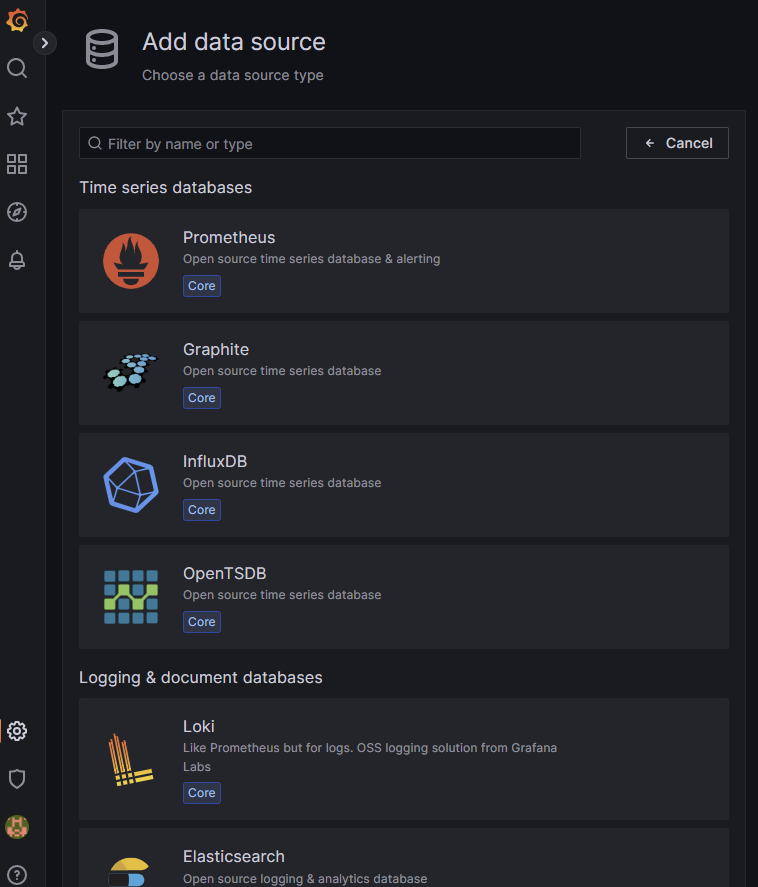 Add data source
Choose a data source type
Filter by name or type
Cancel
Time series databases
Prometheus
Open source time series database & alerting
Core
Graphite
Open source time series database
Core
InfluxDB
Open source time series database
Core
OpenTSDB
Open source time series database
Core
Logging & document databases
Loki
Like Prometheus but for logs. OSS logging solution from Grafana
Labs
Core
Elasticsearch
Open source logging & analytics database